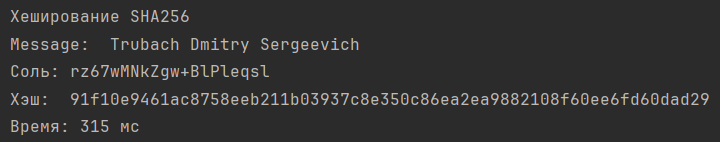 Хеширование SHA256
Message:  Trubach Dmitry Sergeevich
Соль: rz67wMNkZgw+BlPleqsl
Хэш:  91f10e9461ac8758eeb211b03937c8e350c86ea2ea9882108f60ee6fd60dad29
Время: 315 мс